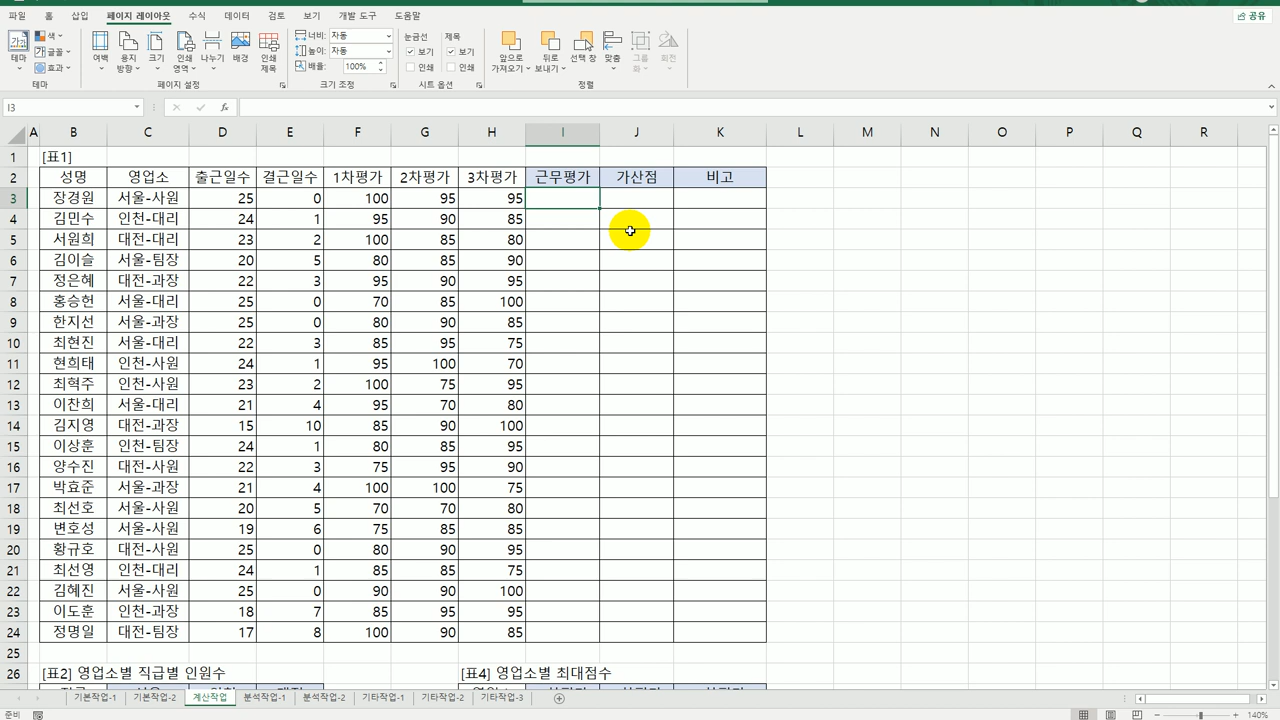 파일 홈 삽입 페이지 레이아웃 수식 데이터 검토 보기 개발 도구 도움말 공유
색 글꼴 효과 테마
테마
여백 용지 방향 크기 인쇄 영역 나누기 배경 인쇄 제목
페이지 설정
너비: 자동
높이: 자동
배율: 100%
크기 조정
눈금선 제목
보기 보기
인쇄 인쇄
시트 옵션
앞으로 가져오기 뒤로 보내기 선택 창 맞춤 그룹화 회전
정렬
I3 fx
A B C D E F G H I J K L M N O P Q R
1 [표1]
2 성명 영업소 출근일수 결근일수 1차평가 2차평가 3차평가 근무평가 가산점 비고
3 장경원 서울-사원 25 0 100 95 95
4 김민수 인천-대리 24 1 95 90 85
5 서원희 대전-대리 23 2 100 85 80
6 김이슬 서울-팀장 20 5 80 85 90
7 정은혜 대전-과장 22 3 95 90 95
8 홍승헌 서울-대리 25 0 70 85 100
9 한지선 서울-과장 25 0 80 90 85
10 최현진 서울-대리 22 3 85 95 75
11 현희태 인천-사원 24 1 95 100 70
12 최혁주 인천-사원 23 2 100 75 95
13 이찬희 서울-대리 21 4 95 70 80
14 김지영 대전-과장 15 10 85 90 100
15 이상훈 인천-팀장 24 1 80 85 95
16 양수진 대전-사원 22 3 75 95 90
17 박효준 서울-과장 21 4 100 100 75
18 최선호 서울-사원 20 5 70 70 80
19 변호성 서울-사원 19 6 75 85 85
20 황규호 대전-사원 25 0 80 90 95
21 최선영 인천-대리 24 1 85 85 75
22 김혜진 서울-사원 25 0 90 90 100
23 이도훈 인천-과장 18 7 85 95 95
24 정명일 대전-팀장 17 8 100 90 85
25
26 [표2] 영업소별 직급별 인원수 [표4] 영업소별 최대점수
기본작업-1 기본작업-2 계산작업 분석작업-1 분석작업-2 기타작업-1 기타작업-2 기타작업-3
준비 140%